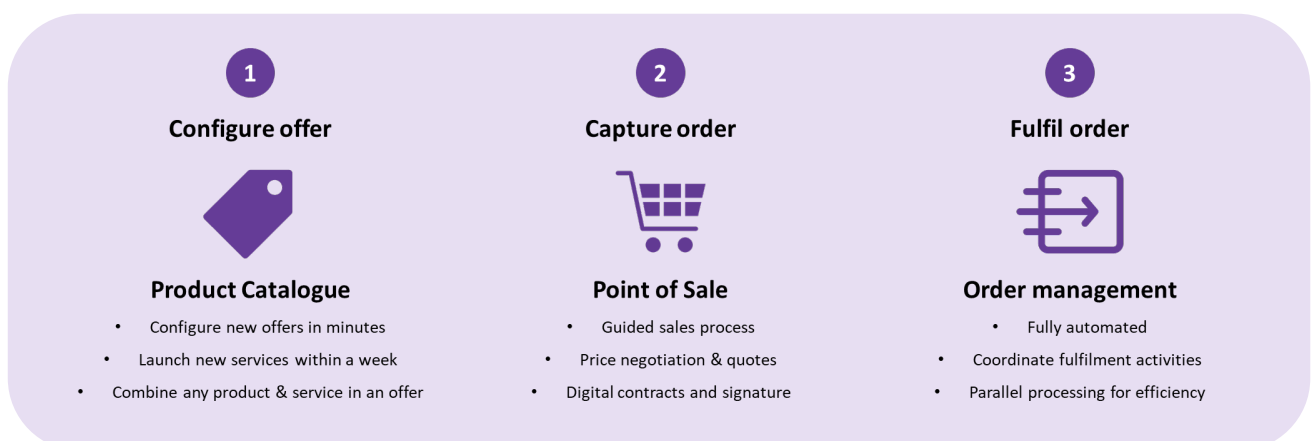 1
Configure offer
Product Catalogue
• Configure new offers in minutes
• Launch new services within a week
• Combine any product & service in an offer
2
Capture order
Point of Sale
• Guided sales process
• Price negotiation & quotes
• Digital contracts and signature
3
Fulfil order
Order management
• Fully automated
• Coordinate fulfilment activities
• Parallel processing for efficiency